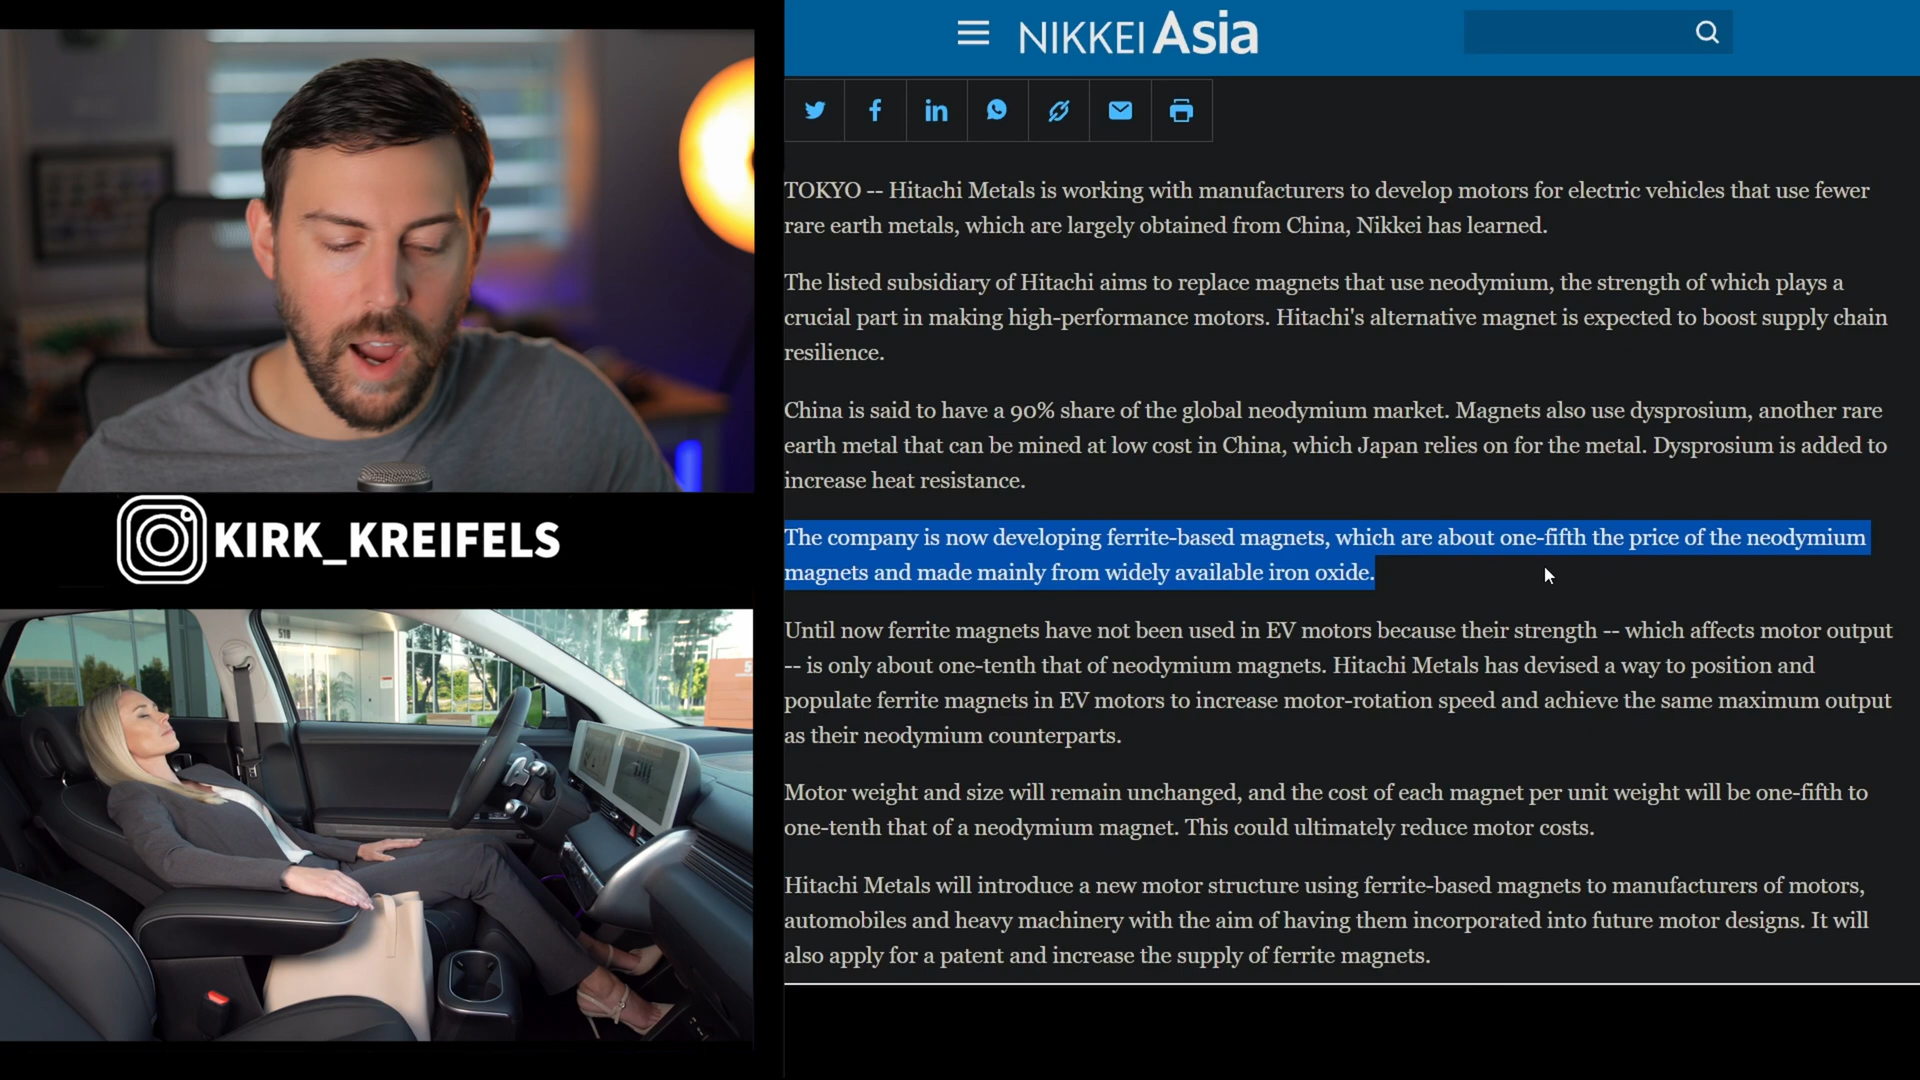 NIKKEI Asia
TOKYO -- Hitachi Metals is working with manufacturers to develop motors for electric vehicles that use fewer
rare earth metals, which are largely obtained from China, Nikkei has learned.
The listed subsidiary of Hitachi aims to replace magnets that use neodymium, the strength of which plays a
crucial part in making high-performance motors. Hitachi's alternative magnet is expected to boost supply chain
resilience.
China is said to have a 90% share of the global neodymium market. Magnets also use dysprosium, another rare
earth metal that can be mined at low cost in China, which Japan relies on for the metal. Dysprosium is added to
increase heat resistance.
The company is now developing ferrite-based magnets, which are about one-fifth the price of the neodymium
magnets and made mainly from widely available iron oxide.
Until now ferrite magnets have not been used in EV motors because their strength -- which affects motor output
-- is only about one-tenth that of neodymium magnets. Hitachi Metals has devised a way to position and
populate ferrite magnets in EV motors to increase motor-rotation speed and achieve the same maximum output
as their neodymium counterparts.
Motor weight and size will remain unchanged, and the cost of each magnet per unit weight will be one-fifth to
one-tenth that of a neodymium magnet. This could ultimately reduce motor costs.
Hitachi Metals will introduce a new motor structure using ferrite-based magnets to manufacturers of motors,
automobiles and heavy machinery with the aim of having them incorporated into future motor designs. It will
also apply for a patent and increase the supply of ferrite magnets.
KIRK_KREIFELS
510